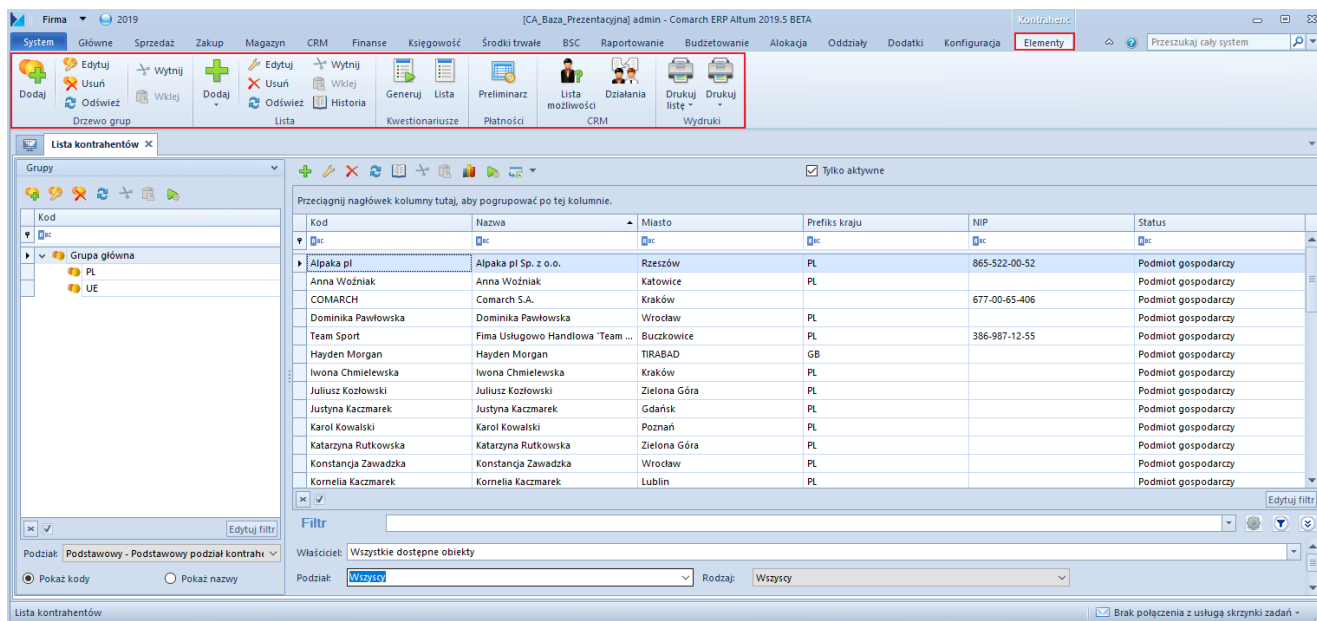 Firma 2019 [CA_Baza_Prezentacyjna] admin - Comarch ERP Altum 2019.5 BETA Kontrahenc
System Główne Sprzedaż Zakup Magazyn CRM Finanse Księgowość Środki trwałe BSC Raportowanie Budżetowanie Alokacja Oddziały Dodatki Konfiguracja Elementy Przeszukaj cały system
Edytuj Wytnij Edytuj Wytnij
Dodaj Usuń Wklej Dodaj Usuń Wklej Generuj Lista Preliminarz Lista możliwości Działania Drukuj listę Drukuj
Odśwież Odśwież Historia
Drzewo grup Lista Kwestionariusze Płatności CRM Wydruki
Lista kontrahentów
Grupy
Kod
Grupa główna
PL
UE
Edytuj filtr
Podział: Podstawowy - Podstawowy podział kontrahe
Pokaż kody Pokaż nazwy
Tylko aktywne
Przeciągnij nagłówek kolumny tutaj, aby pogrupować po tej kolumnie.
Kod Nazwa Miasto Prefiks kraju NIP Status
Alpaka pl Alpaka pl Sp. z o.o. Rzeszów PL 865-522-00-52 Podmiot gospodarczy
Anna Woźniak Anna Woźniak Katowice PL Podmiot gospodarczy
COMARCH Comarch S.A. Kraków 677-00-65-406 Podmiot gospodarczy
Dominika Pawłowska Dominika Pawłowska Wrocław PL Podmiot gospodarczy
Team Sport Fima Usługowo Handlowa 'Team ... Buczkowice PL 386-987-12-55 Podmiot gospodarczy
Hayden Morgan Hayden Morgan TIRABAD GB Podmiot gospodarczy
Iwona Chmielewska Iwona Chmielewska Kraków PL Podmiot gospodarczy
Juliusz Kozłowski Juliusz Kozłowski Zielona Góra PL Podmiot gospodarczy
Justyna Kaczmarek Justyna Kaczmarek Gdańsk PL Podmiot gospodarczy
Karol Kowalski Karol Kowalski Poznań PL Podmiot gospodarczy
Katarzyna Rutkowska Katarzyna Rutkowska Zielona Góra PL Podmiot gospodarczy
Konstancja Zawadzka Konstancja Zawadzka Wrocław PL Podmiot gospodarczy
Kornelia Kaczmarek Kornelia Kaczmarek Lublin PL Podmiot gospodarczy
Edytuj filtr
Filtr
Właściciel: Wszystkie dostępne obiekty
Podział: Wszyscy Rodzaj: Wszyscy
Lista kontrahentów Brak połączenia z usługą skrzynki zadań